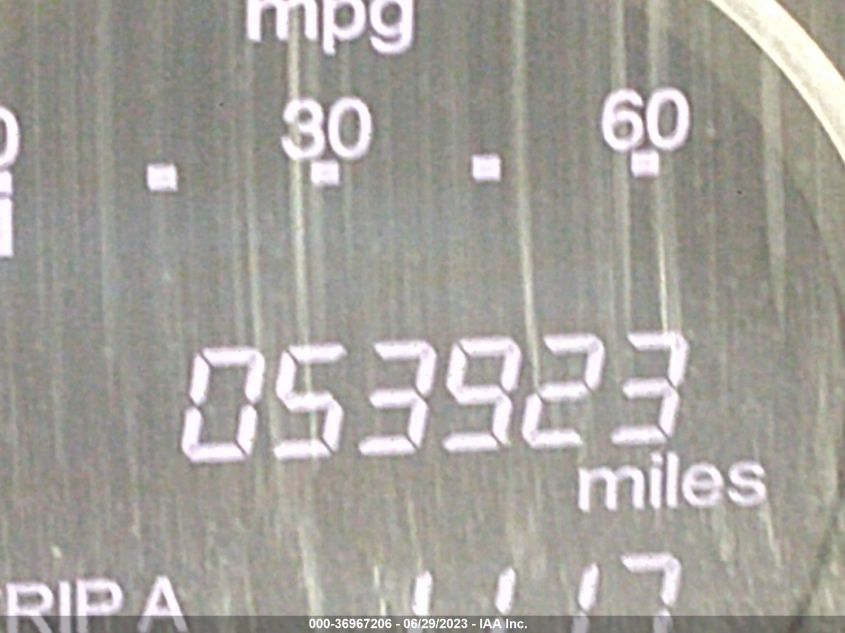 mpg
30 60
053923
miles
TRIP A
000-36967206 - 06/29/2023 - IAA Inc.